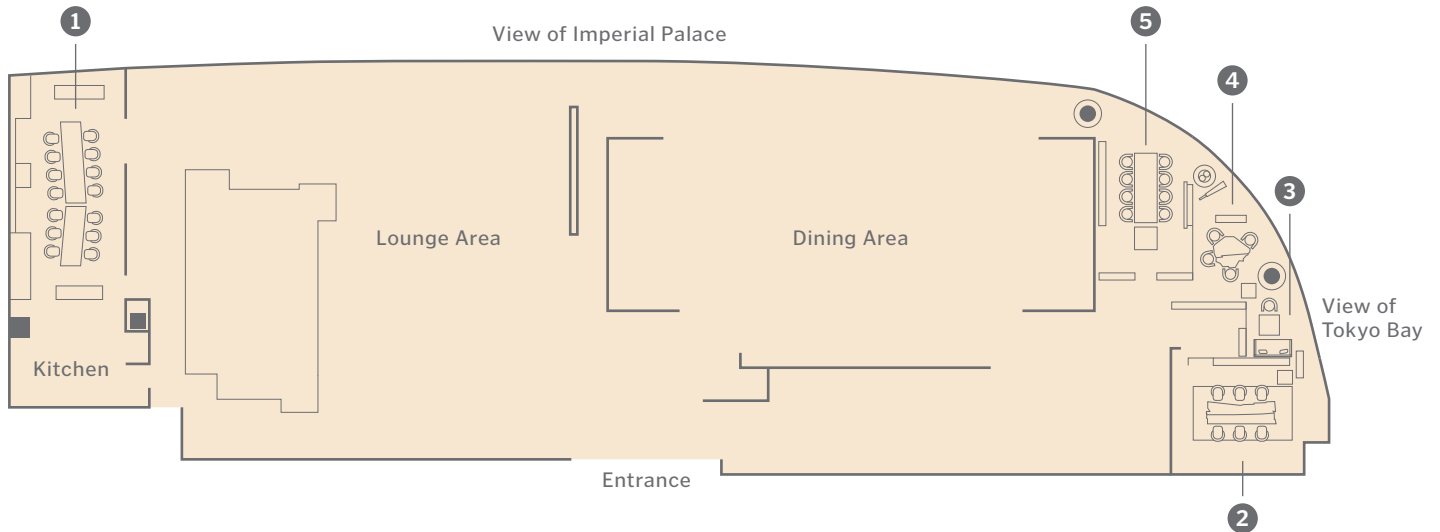 1
5
View of Imperial Palace
4
3
Lounge Area
Dining Area
View of
Tokyo Bay
Kitchen
Entrance
2